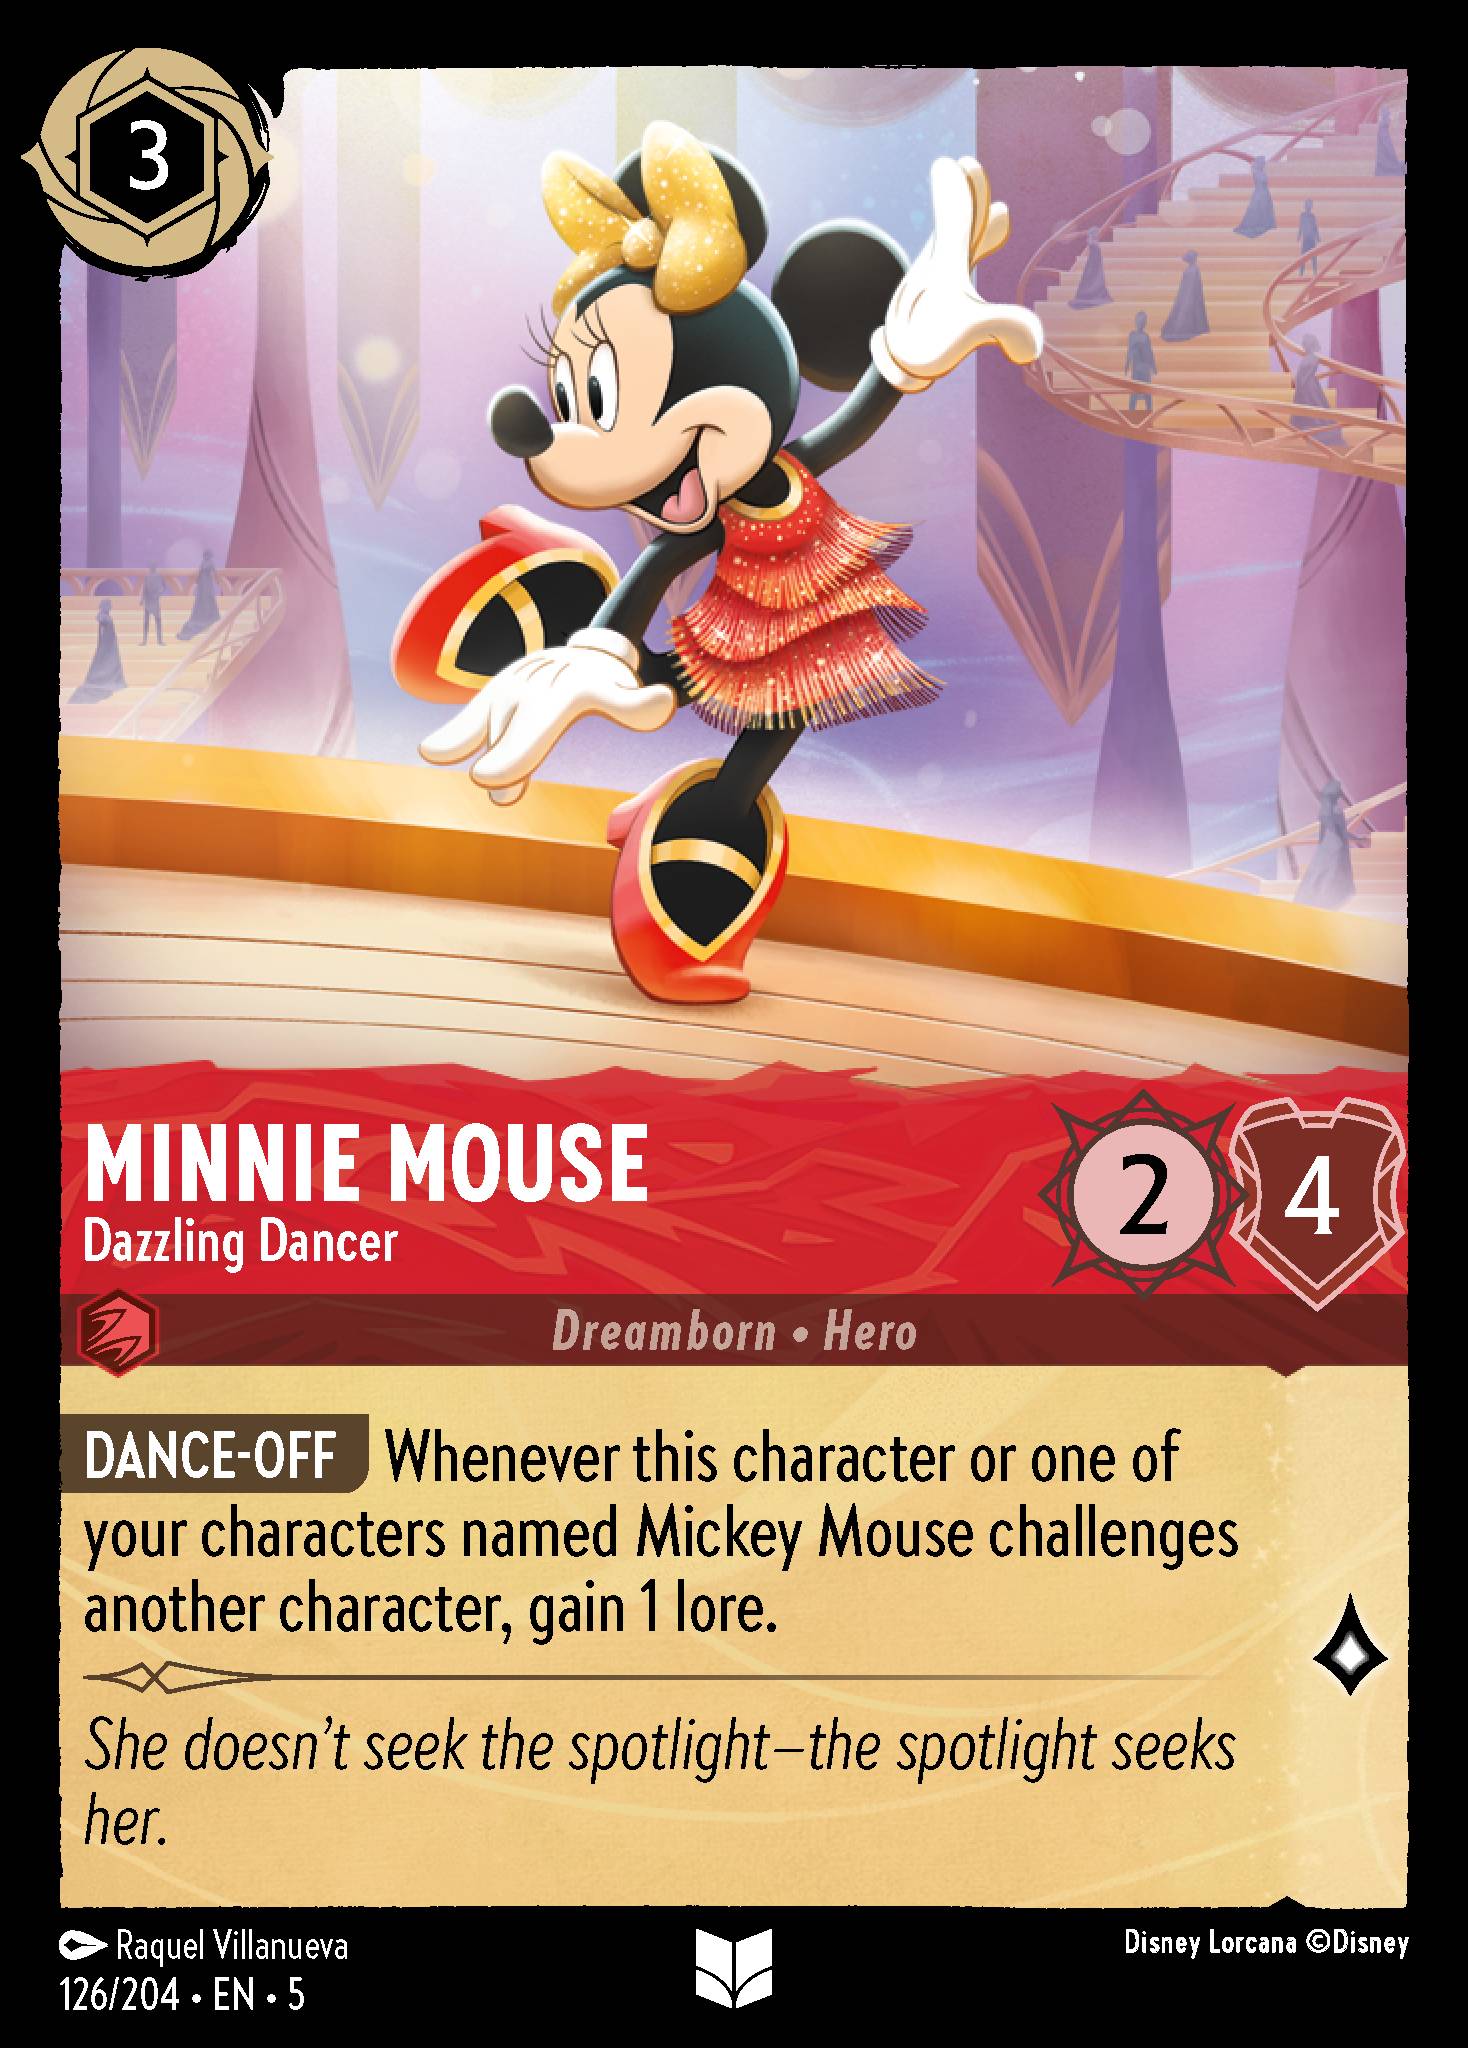 3
MINNIE MOUSE
Dazzling Dancer
2
4
Dreamborn • Hero
DANCE-OFF Whenever this character or one of
your characters named Mickey Mouse challenges
another character, gain 1 lore.
She doesn't seek the spotlight–the spotlight seeks
her.
Raquel Villanueva
126/204 • EN • 5
Disney Lorcana ©Disney